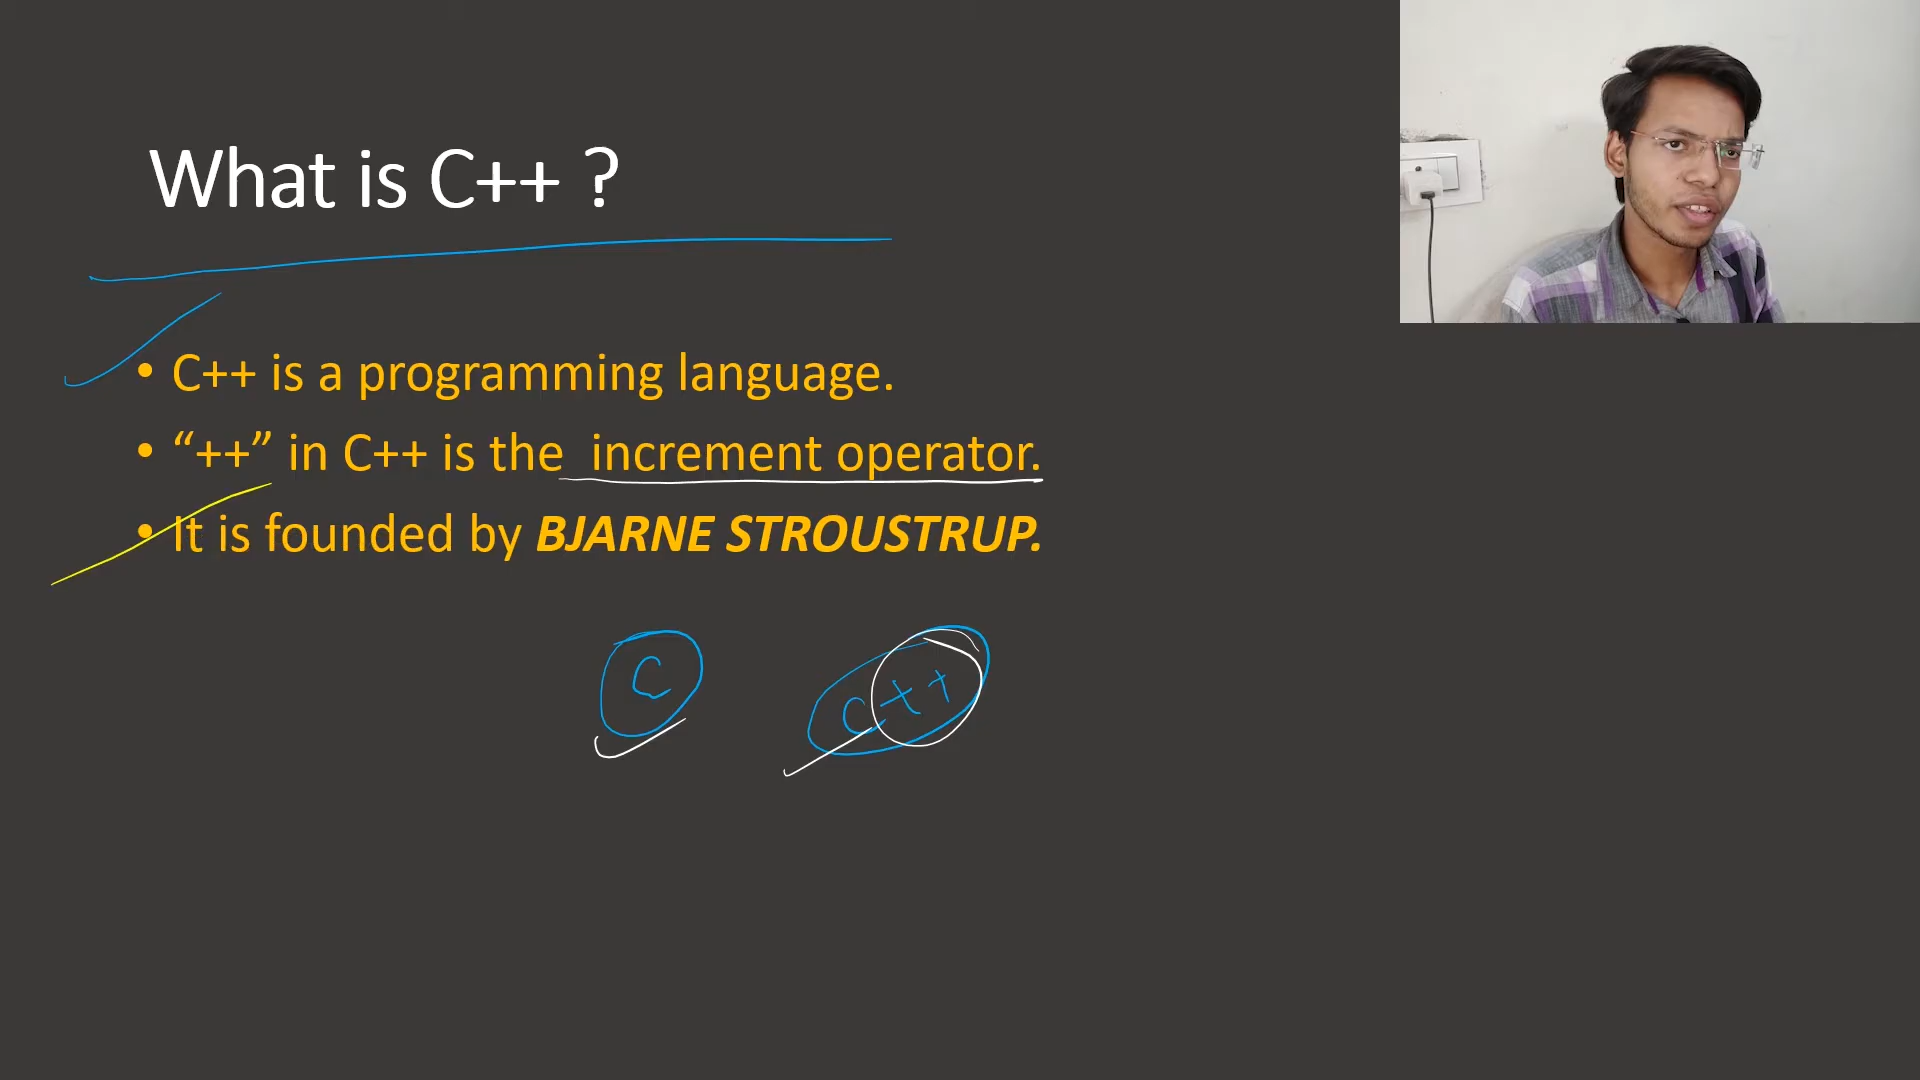 What is C++ ?
• C++ is a programming language.
• “++” in C++ is the  increment operator.
• It is founded by BJARNE STROUSTRUP.
C C++